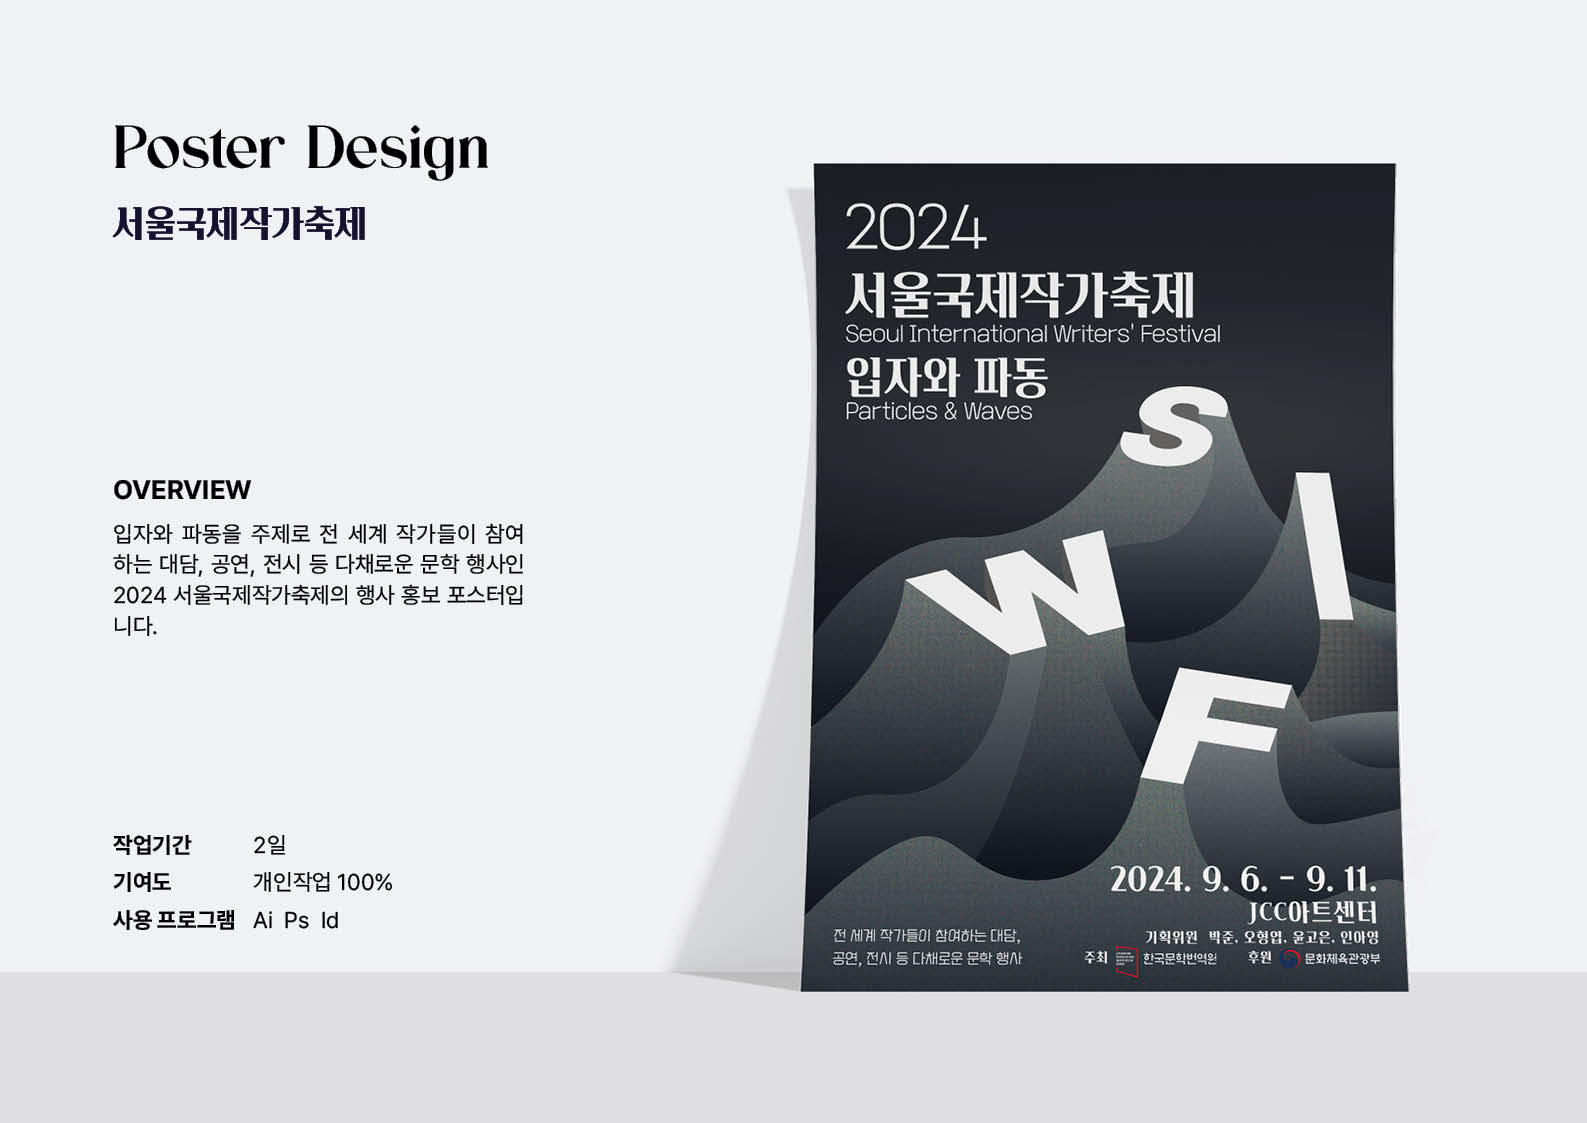 Poster Design
서울국제작가축제
OVERVIEW
입자와 파동을 주제로 전 세계 작가들이 참여
하는 대담, 공연, 전시 등 다채로운 문학 행사인
2024 서울국제작가축제의 행사 홍보 포스터입
니다.
작업기간 2일
기여도 개인작업 100%
사용 프로그램 Ai Ps Id
2024
서울국제작가축제
Seoul International Writers' Festival
입자와 파동
Particles & Waves
S
I
W
F
2024. 9. 6. - 9. 11.
JCC아트센터
기획위원 박준, 오형엽, 윤고은, 인아영
주최 한국문학번역원 후원 문화체육관광부
전 세계 작가들이 참여하는 대담,
공연, 전시 등 다채로운 문학 행사